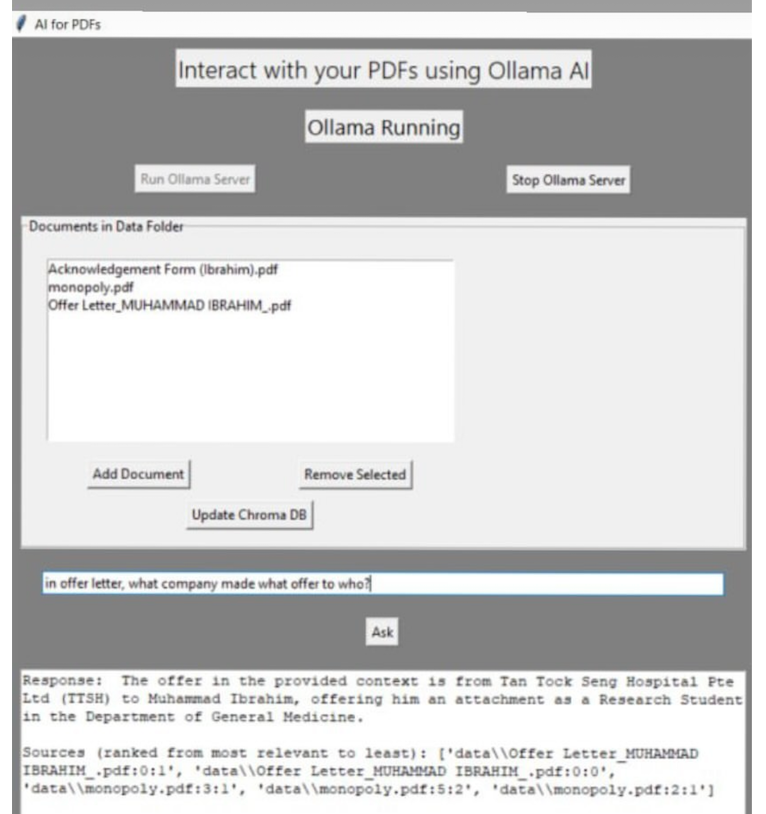 AI for PDFs
Interact with your PDFs using Ollama AI
Ollama Running
Run Ollama Server
Stop Ollama Server
Documents in Data Folder
Acknowledgement Form (Ibrahim).pdf
monopoly.pdf
Offer Letter_MUHAMMAD IBRAHIM_.pdf
Add Document
Remove Selected
Update Chroma DB
in offer letter, what company made what offer to who?
Ask
Response:  The offer in the provided context is from Tan Tock Seng Hospital Pte
Ltd (TTSH) to Muhammad Ibrahim, offering him an attachment as a Research Student
in the Department of General Medicine.
Sources (ranked from most relevant to least): ['data\\Offer Letter_MUHAMMAD
IBRAHIM_.pdf:0:1', 'data\\Offer Letter_MUHAMMAD IBRAHIM_.pdf:0:0',
'data\\monopoly.pdf:3:1', 'data\\monopoly.pdf:5:2', 'data\\monopoly.pdf:2:1']